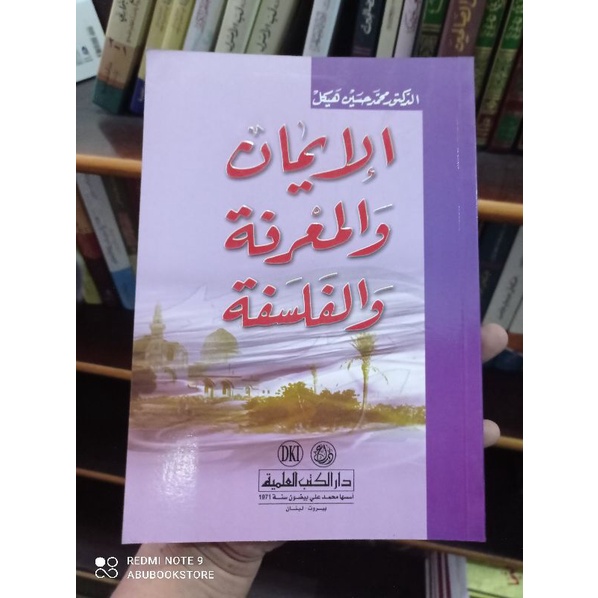 الدكتور محمد حسين هيكل
الإيمان
والمعرفة
والفلسفة
DKI
دار الكتب العلمية
أسسها محمد علي بيضون سنة 1971
بيروت - لبنان
REDMI NOTE 9
ABUBOOKSTORE